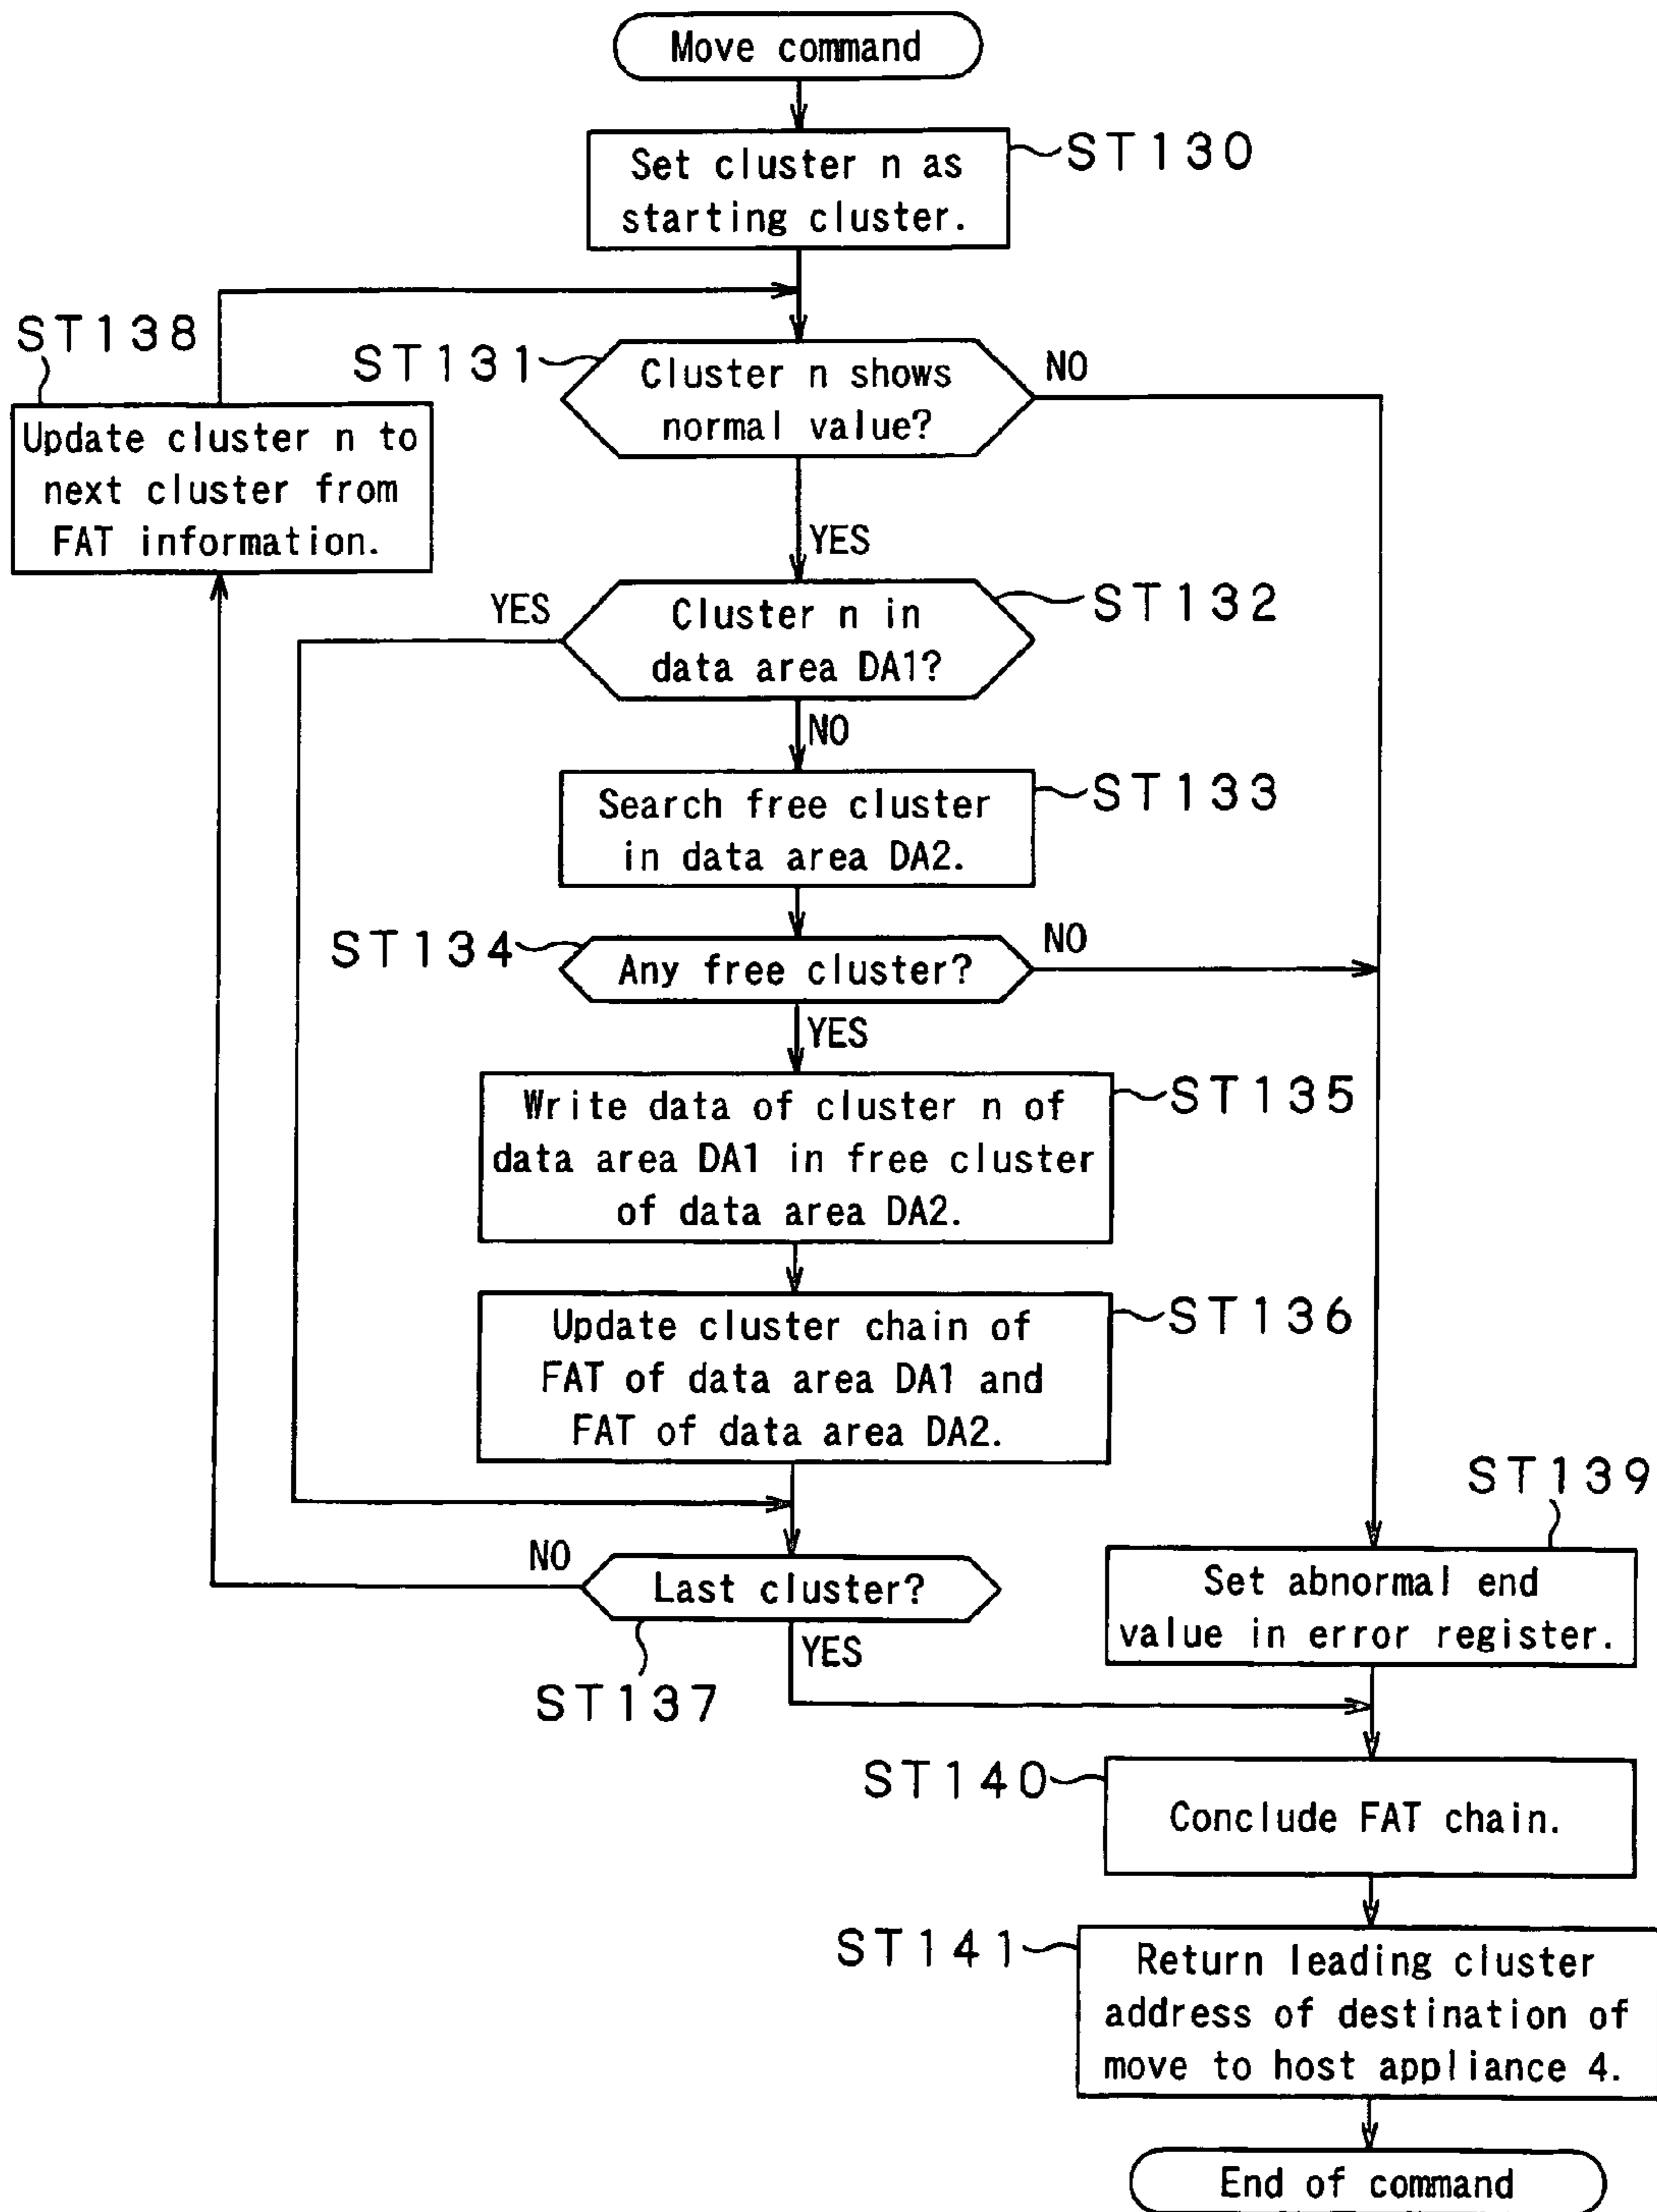 Move command
Set cluster n as
starting cluster.
ST130
ST138
Update cluster n to
next cluster from
FAT information.
ST131
Cluster n shows
normal value?
NO
YES
YES
Cluster n in
data area DA1?
ST132
NO
Search free cluster
in data area DA2.
ST133
ST134
Any free cluster?
NO
YES
Write data of cluster n of
data area DA1 in free cluster
of data area DA2.
ST135
Update cluster chain of
FAT of data area DA1 and
FAT of data area DA2.
ST136
NO
Last cluster?
YES
ST137
ST139
Set abnormal end
value in error register.
ST140
Conclude FAT chain.
ST141
Return leading cluster
address of destination of
move to host appliance 4.
End of command